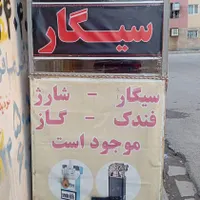 سیگار
سیگار - شارژ
فندک - گاز
موجود است